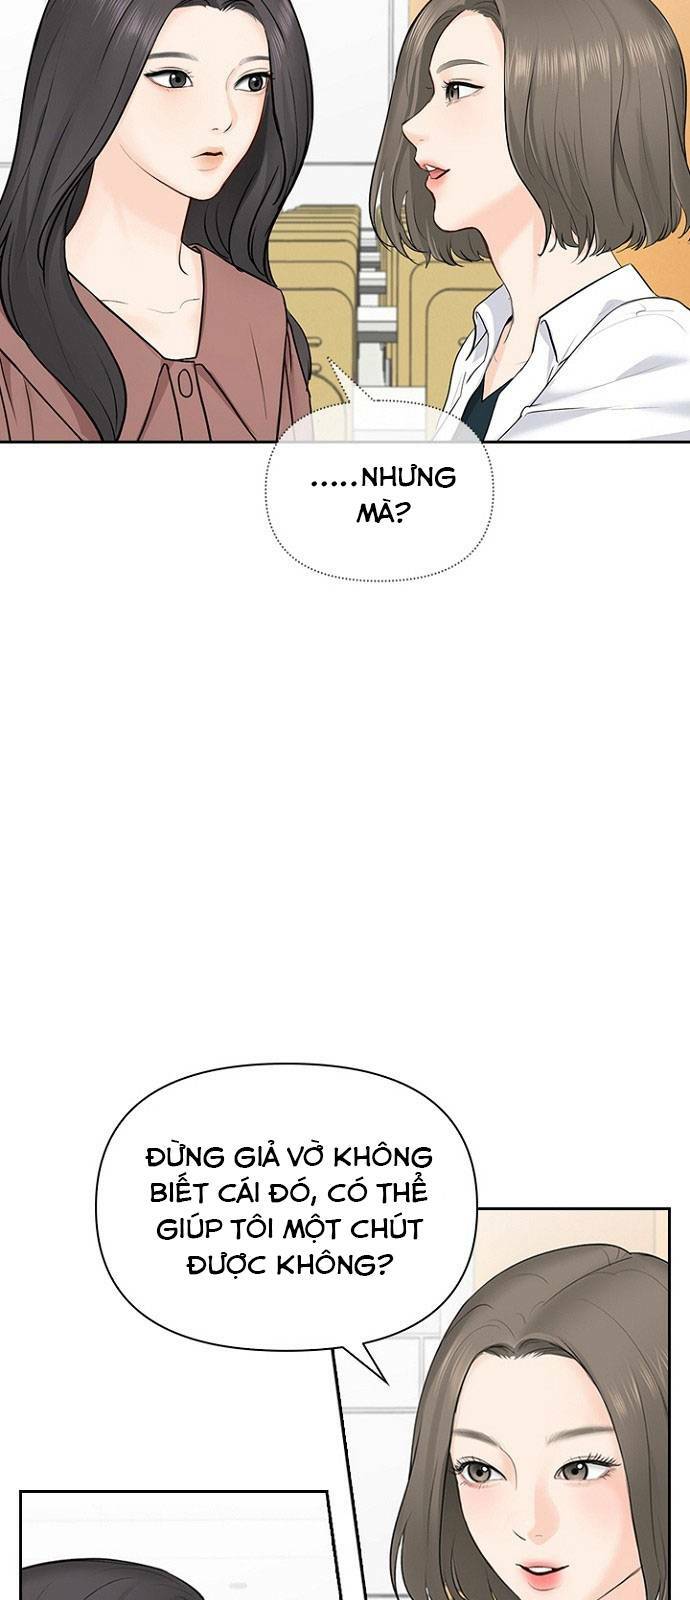 .....NHƯNG
MÀ?
ĐỪNG GIẢ VỜ KHÔNG
BIẾT CÁI ĐÓ, CÓ THỂ
GIÚP TÔI MỘT CHÚT
ĐƯỢC KHÔNG?